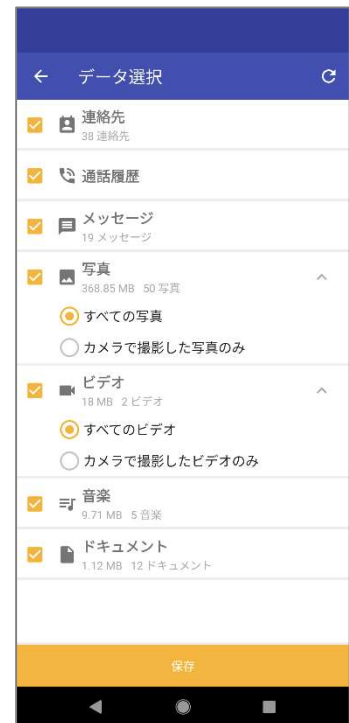 データ選択
連絡先
38 連絡先
通話履歴
メッセージ
19 メッセージ
写真
368.85 MB 50 写真
すべての写真
カメラで撮影した写真のみ
ビデオ
18 MB 2 ビデオ
すべてのビデオ
カメラで撮影したビデオのみ
音楽
9.71 MB 5 音楽
ドキュメント
1.12 MB 12 ドキュメント
保存